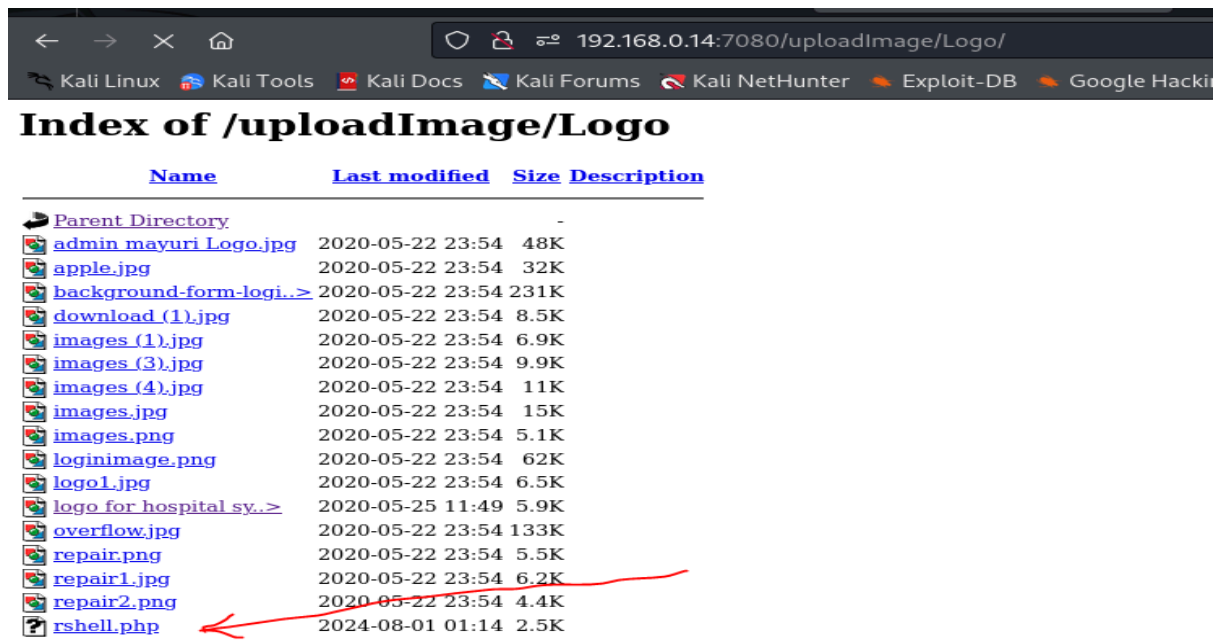 192.168.0.14:7080/uploadImage/Logo/
Kali Linux Kali Tools Kali Docs Kali Forums Kali NetHunter Exploit-DB Google Hackin
Index of /uploadImage/Logo
Name Last modified Size Description
Parent Directory -
admin mayuri Logo.jpg 2020-05-22 23:54 48K
apple.jpg 2020-05-22 23:54 32K
background-form-logi..> 2020-05-22 23:54 231K
download (1).jpg 2020-05-22 23:54 8.5K
images (1).jpg 2020-05-22 23:54 6.9K
images (3).jpg 2020-05-22 23:54 9.9K
images (4).jpg 2020-05-22 23:54 11K
images.jpg 2020-05-22 23:54 15K
images.png 2020-05-22 23:54 5.1K
loginimage.png 2020-05-22 23:54 62K
logo1.jpg 2020-05-22 23:54 6.5K
logo for hospital sy..> 2020-05-25 11:49 5.9K
overflow.jpg 2020-05-22 23:54 133K
repair.png 2020-05-22 23:54 5.5K
repair1.jpg 2020-05-22 23:54 6.2K
repair2.png 2020-05-22 23:54 4.4K
rshell.php 2024-08-01 01:14 2.5K